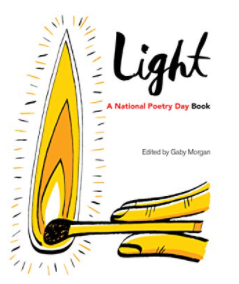 Light
A National Poetry Day Book
Edited by Gaby Morgan